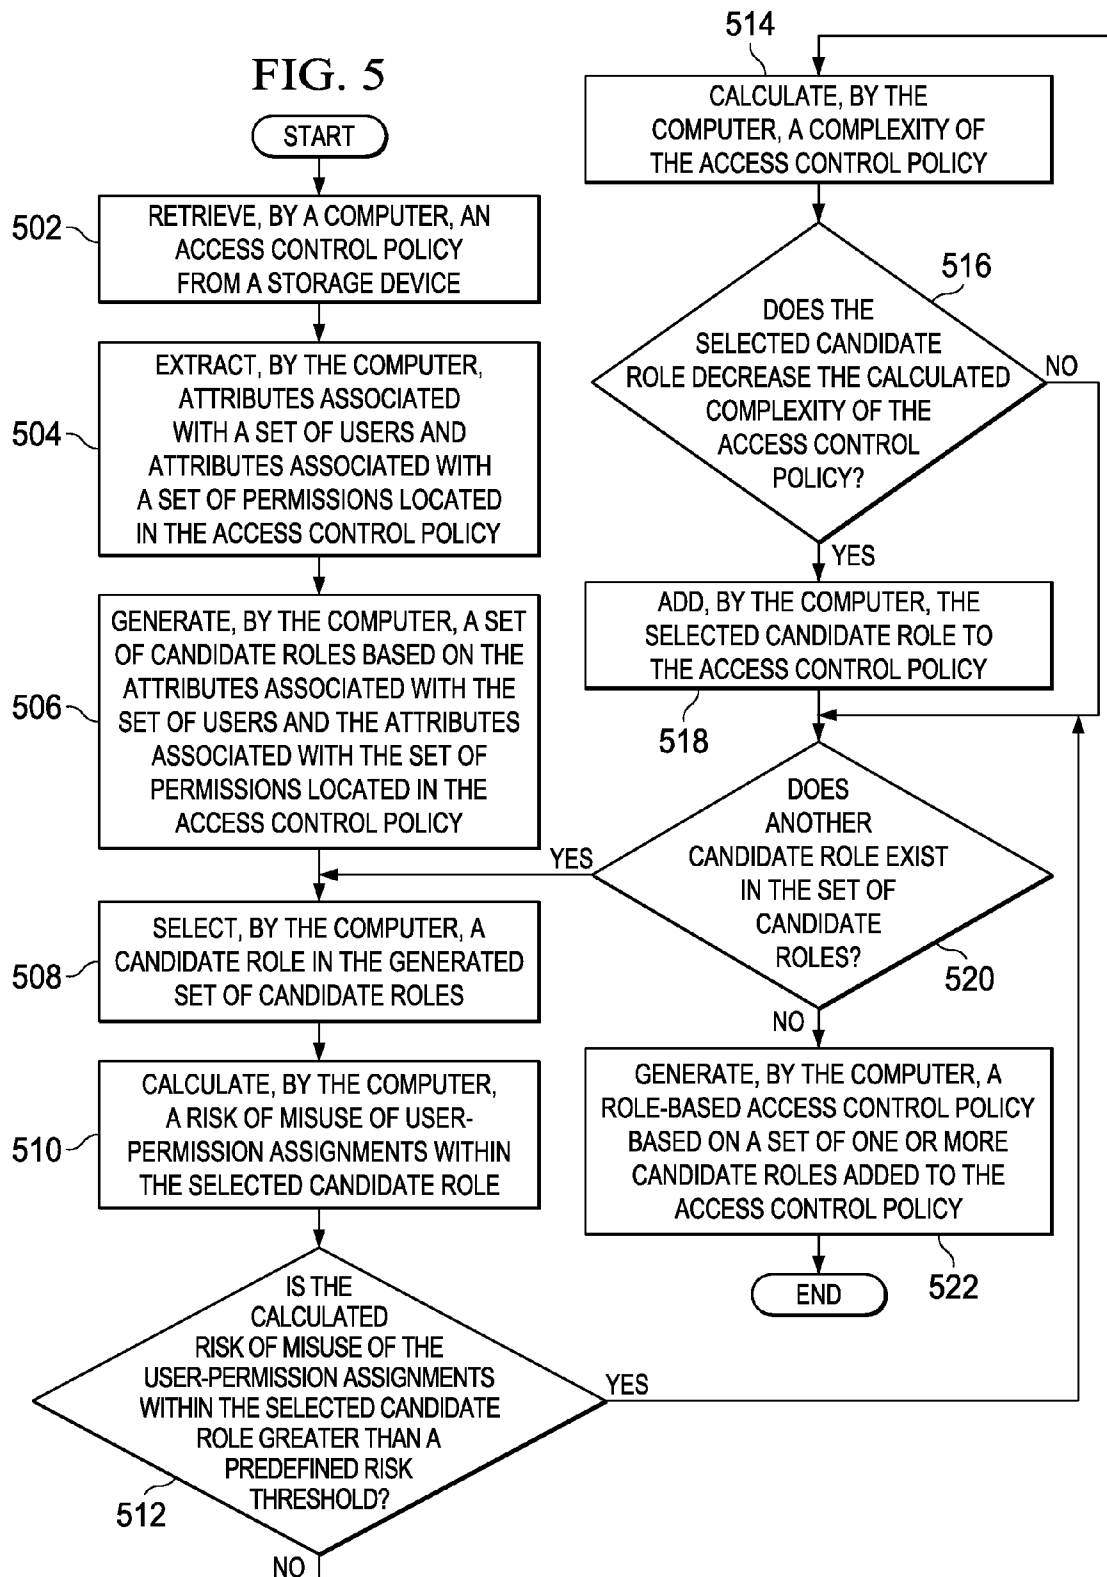 FIG. 5
START
502
RETRIEVE, BY A COMPUTER, AN
ACCESS CONTROL POLICY
FROM A STORAGE DEVICE
504
EXTRACT, BY THE COMPUTER,
ATTRIBUTES ASSOCIATED
WITH A SET OF USERS AND
ATTRIBUTES ASSOCIATED WITH
A SET OF PERMISSIONS LOCATED
IN THE ACCESS CONTROL POLICY
506
GENERATE, BY THE COMPUTER, A SET
OF CANDIDATE ROLES BASED ON THE
ATTRIBUTES ASSOCIATED WITH THE
SET OF USERS AND THE ATTRIBUTES
ASSOCIATED WITH THE SET OF
PERMISSIONS LOCATED IN THE
ACCESS CONTROL POLICY
508
SELECT, BY THE COMPUTER, A
CANDIDATE ROLE IN THE GENERATED
SET OF CANDIDATE ROLES
510
CALCULATE, BY THE COMPUTER,
A RISK OF MISUSE OF USER-
PERMISSION ASSIGNMENTS WITHIN
THE SELECTED CANDIDATE ROLE
IS THE
CALCULATED
RISK OF MISUSE OF THE
USER-PERMISSION ASSIGNMENTS
WITHIN THE SELECTED CANDIDATE
ROLE GREATER THAN A
PREDEFINED RISK
THRESHOLD?
512
YES
NO
514
CALCULATE, BY THE
COMPUTER, A COMPLEXITY OF
THE ACCESS CONTROL POLICY
516
DOES THE
SELECTED CANDIDATE
ROLE DECREASE THE CALCULATED
COMPLEXITY OF THE
ACCESS CONTROL
POLICY?
NO
YES
ADD, BY THE COMPUTER, THE
SELECTED CANDIDATE ROLE TO
THE ACCESS CONTROL POLICY
518
DOES
ANOTHER
CANDIDATE ROLE EXIST
IN THE SET OF
CANDIDATE
ROLES?
YES
520
NO
GENERATE, BY THE COMPUTER, A
ROLE-BASED ACCESS CONTROL POLICY
BASED ON A SET OF ONE OR MORE
CANDIDATE ROLES ADDED TO THE
ACCESS CONTROL POLICY
522
END